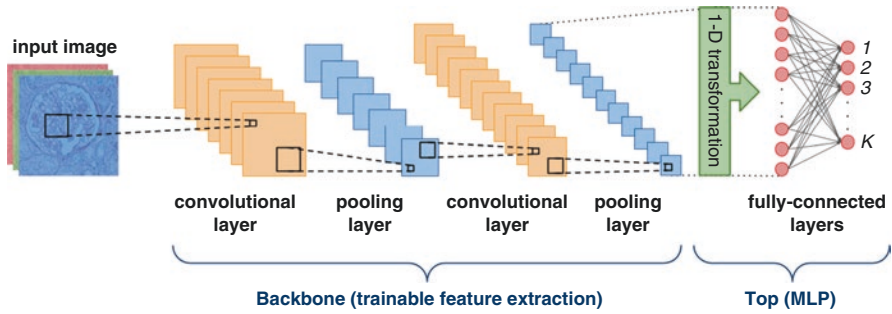 input image
1-D transformation
1
2
3
K
convolutional
layer
pooling
layer
convolutional
layer
pooling
layer
fully-connected
layers
Backbone (trainable feature extraction)
Top (MLP)